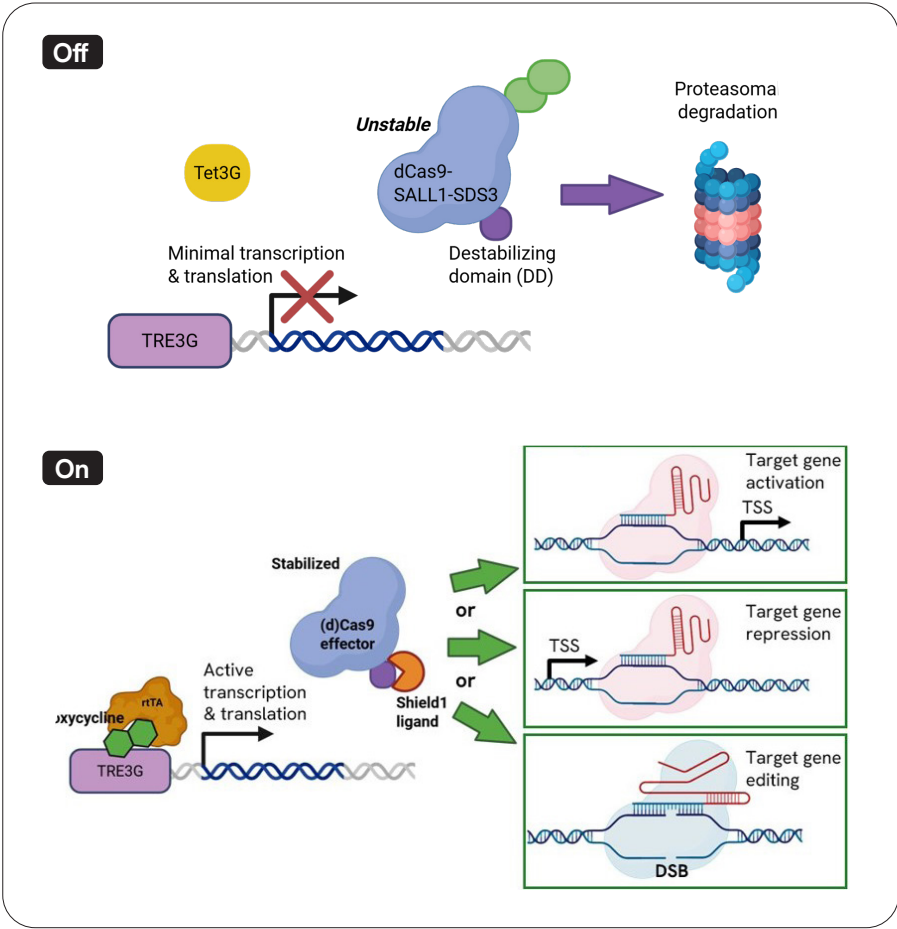 Off
Proteasoma
degradation
Unstable
Tet3G
dCas9-
SALL1-SDS3
Minimal transcription
& translation
Destabilizing
domain (DD)
TRE3G
On
Target gene
activation
TSS
Stabilized
(d)Cas9
effector
or
Target gene
repression
TSS
or
Active
transcription
& translation
rtTA
oxycycline
Shield1
ligand
TRE3G
Target gene
editing
DSB